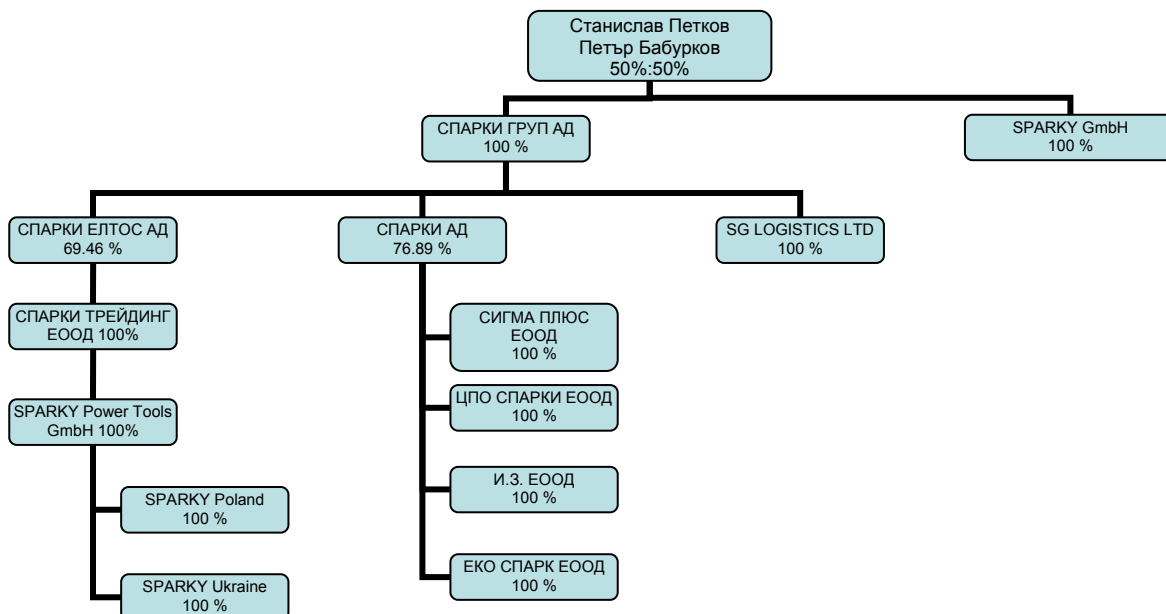 Станислав Петков
Петър Бабурков
50%:50%
СПАРКИ ГРУП АД
100 %
SPARKY GmbH
100 %
СПАРКИ ЕЛТОС АД
69.46 %
СПАРКИ АД
76.89 %
SG LOGISTICS LTD
100 %
СПАРКИ ТРЕЙДИНГ
ЕООД 100%
SPARKY Power Tools
GmbH 100%
SPARKY Poland
100 %
SPARKY Ukraine
100 %
СИГМА ПЛЮС
ЕООД
100 %
ЦПО СПАРКИ ЕООД
100 %
И.З. ЕООД
100 %
ЕКО СПАРК ЕООД
100 %